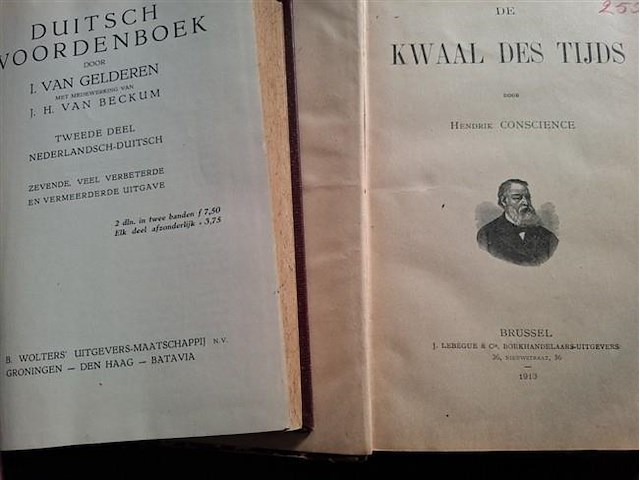 DUITSCH
WOORDENBOEK
DOOR
I. VAN GELDEREN
MET MEDEWERKING VAN
J. H. VAN BECKUM
TWEEDE DEEL
NEDERLANDSCH-DUITSCH
ZEVENDE, VEEL VERBETERDE
EN VERMEERDERDE UITGAVE
2 dln. in twee banden ƒ 7,50
Elk deel afzonderlijk - 3,75
B. WOLTERS' UITGEVERS-MAATSCHAPPIJ N.V.
GRONINGEN — DEN HAAG — BATAVIA
DE
KWAAL DES TIJDS
DOOR
HENDRIK CONSCIENCE
BRUSSEL
J. LEBÈGUE & Cie, BOEKHANDELAARS-UITGEVERS
36, NIEUWSTRAAT, 36
—
1913